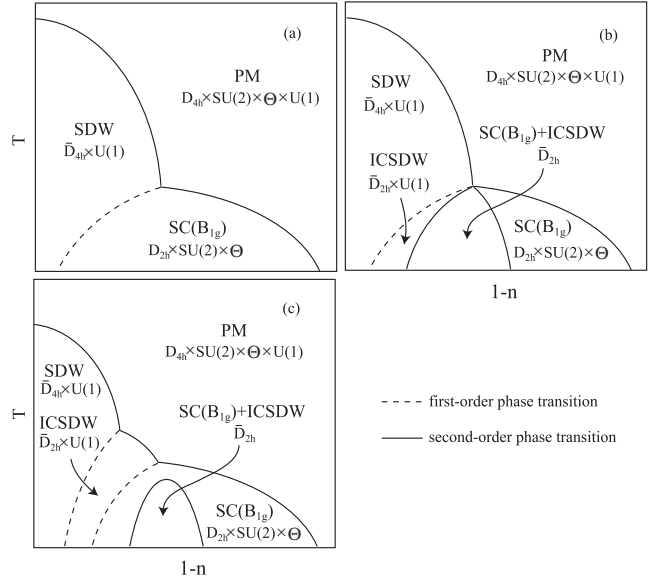 (a)
PM
D₄ₕ×SU(2)×Θ×U(1)
SDW
D̄₄ₕ×U(1)
SC(B₁g)
D₂ₕ×SU(2)×Θ
T
(b)
PM
D₄ₕ×SU(2)×Θ×U(1)
SDW
D̄₄ₕ×U(1)
SC(B₁g)+ICSDW
D̄₂ₕ
ICSDW
D̄₂ₕ×U(1)
SC(B₁g)
D₂ₕ×SU(2)×Θ
1-n
(c)
PM
D₄ₕ×SU(2)×Θ×U(1)
SDW
D̄₄ₕ×U(1)
SC(B₁g)+ICSDW
D̄₂ₕ
ICSDW
D̄₂ₕ×U(1)
SC(B₁g)
D₂ₕ×SU(2)×Θ
T
1-n
first-order phase transition
second-order phase transition